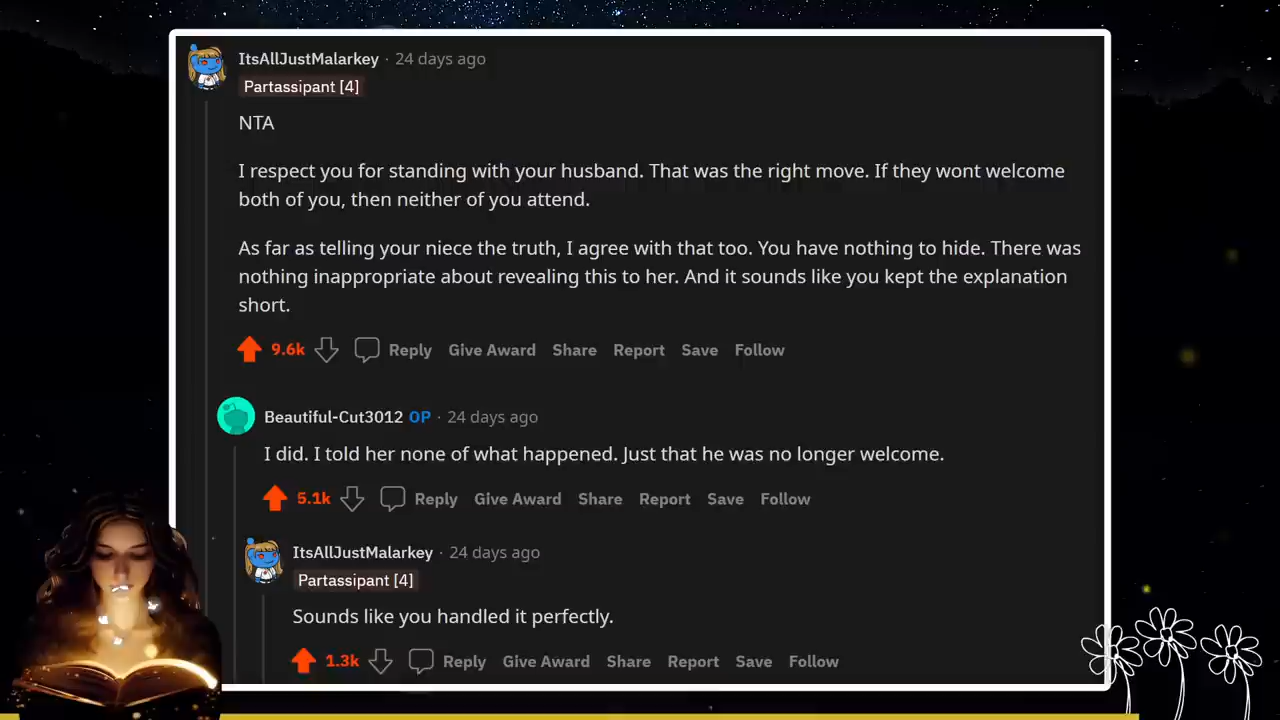 ItsAllJustMalarkey · 24 days ago
Partassipant [4]
NTA
I respect you for standing with your husband. That was the right move. If they wont welcome
both of you, then neither of you attend.
As far as telling your niece the truth, I agree with that too. You have nothing to hide. There was
nothing inappropriate about revealing this to her. And it sounds like you kept the explanation
short.
9.6k Reply Give Award Share Report Save Follow
Beautiful-Cut3012 OP · 24 days ago
I did. I told her none of what happened. Just that he was no longer welcome.
5.1k Reply Give Award Share Report Save Follow
ItsAllJustMalarkey · 24 days ago
Partassipant [4]
Sounds like you handled it perfectly.
1.3k Reply Give Award Share Report Save Follow